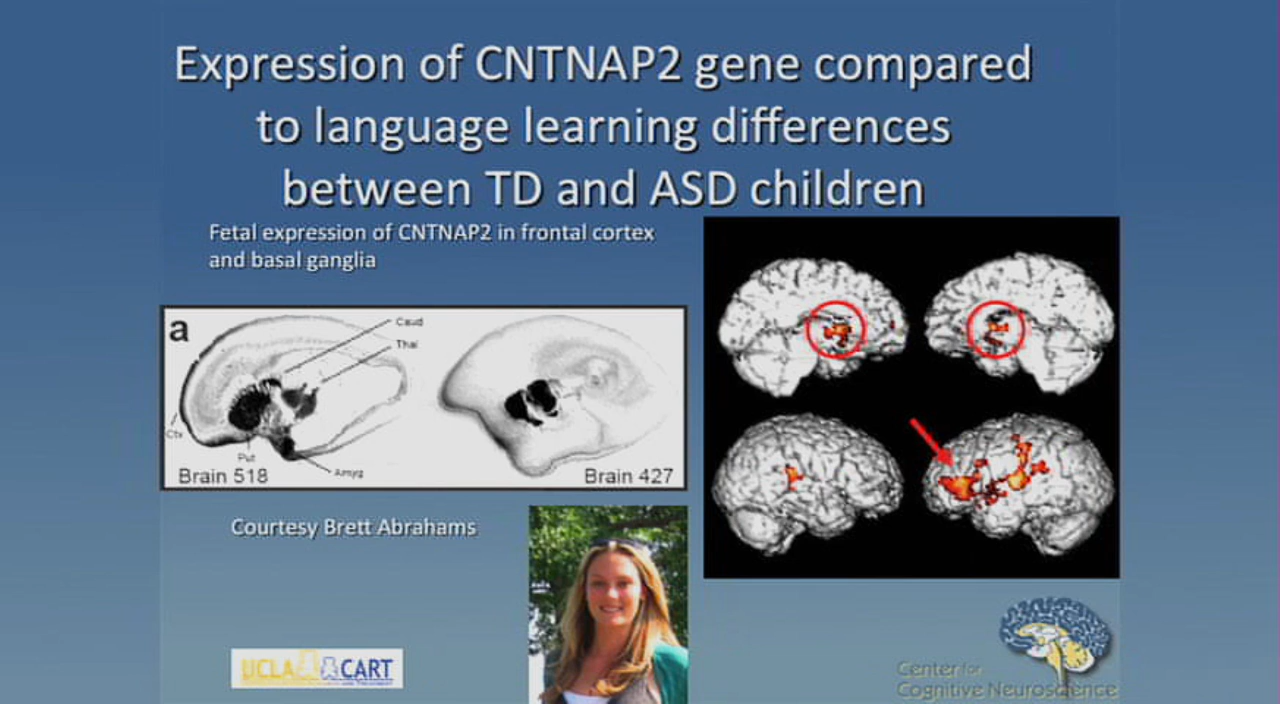 Expression of CNTNAP2 gene compared
to language learning differences
between TD and ASD children
Fetal expression of CNTNAP2 in frontal cortex
and basal ganglia
a
Caud
Thal
Ctx
Put
Amyg
Brain 518
Brain 427
Courtesy Brett Abrahams
UCLA CART
Center for
Cognitive Neuroscience